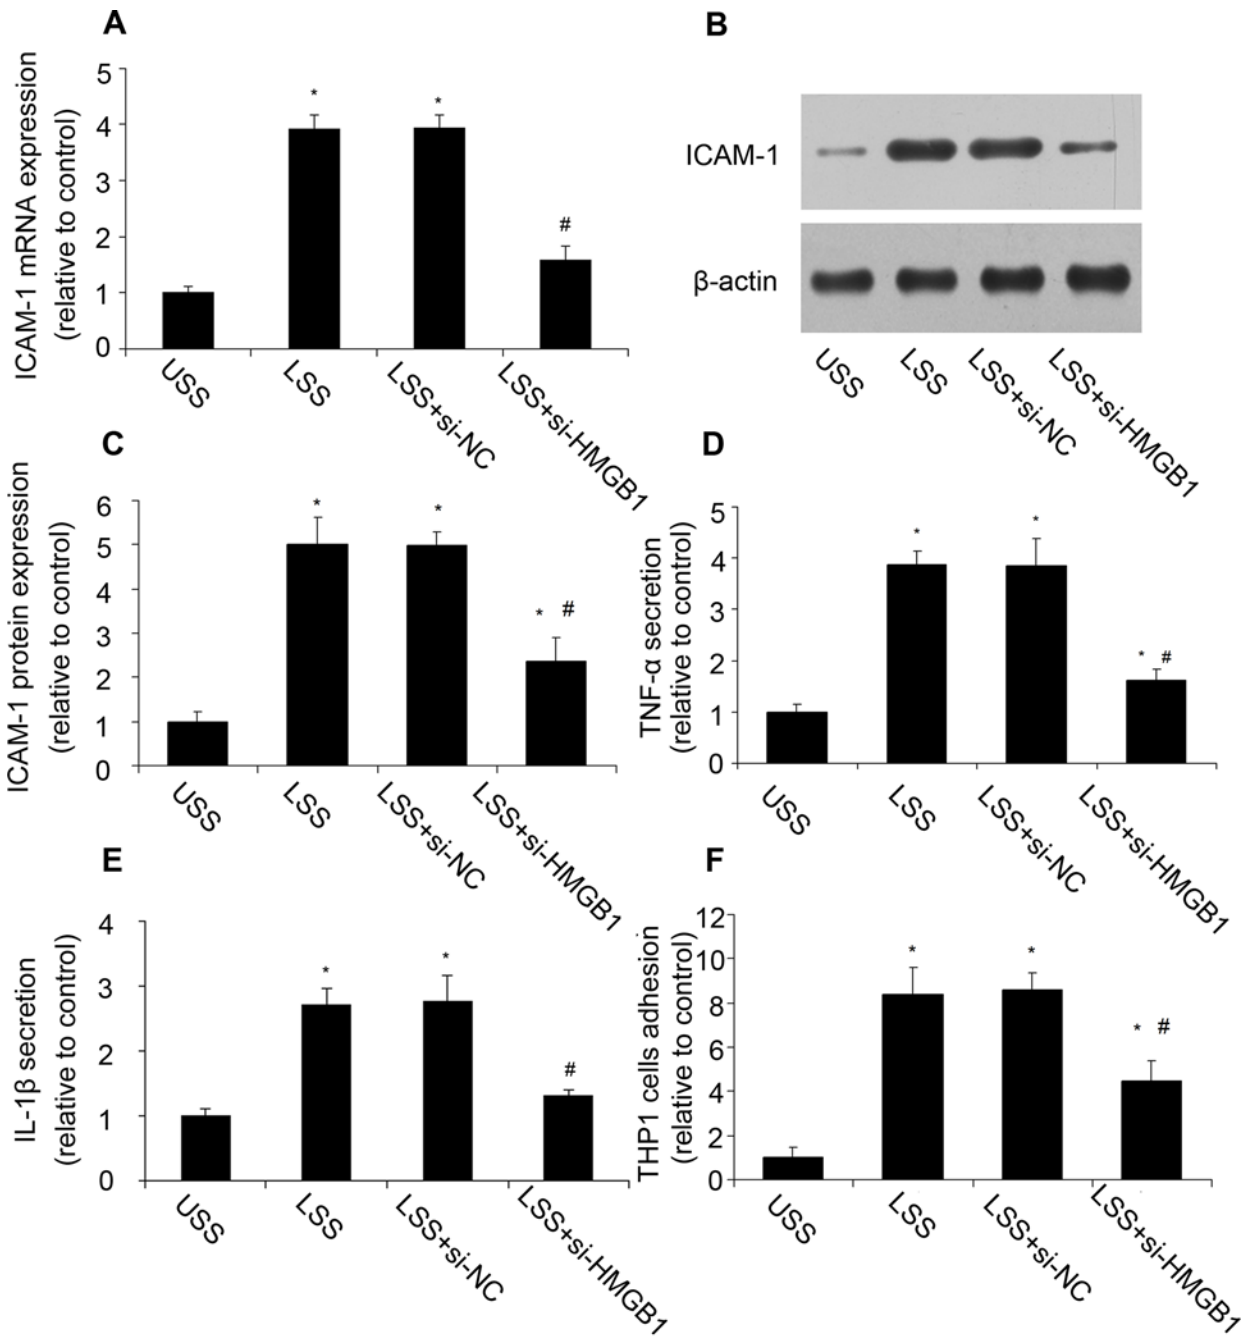 A
ICAM-1 mRNA expression
(relative to control)
5
4
3
2
1
0
*
*
#
USS
LSS
LSS+si-NC
LSS+si-HMGB1
B
ICAM-1
β-actin
USS
LSS
LSS+si-NC
LSS+si-HMGB1
C
ICAM-1 protein expression
(relative to control)
6
5
4
3
2
1
0
*
*
* #
USS
LSS
LSS+si-NC
LSS+si-HMGB1
D
TNF-α secretion
(relative to control)
5
4
3
2
1
0
*
*
* #
USS
LSS
LSS+si-NC
LSS+si-HMGB1
E
IL-1β secretion
(relative to control)
4
3
2
1
0
*
*
#
USS
LSS
LSS+si-NC
LSS+si-HMGB1
F
THP1 cells adhesion
(relative to control)
12
10
8
6
4
2
0
*
*
* #
USS
LSS
LSS+si-NC
LSS+si-HMGB1